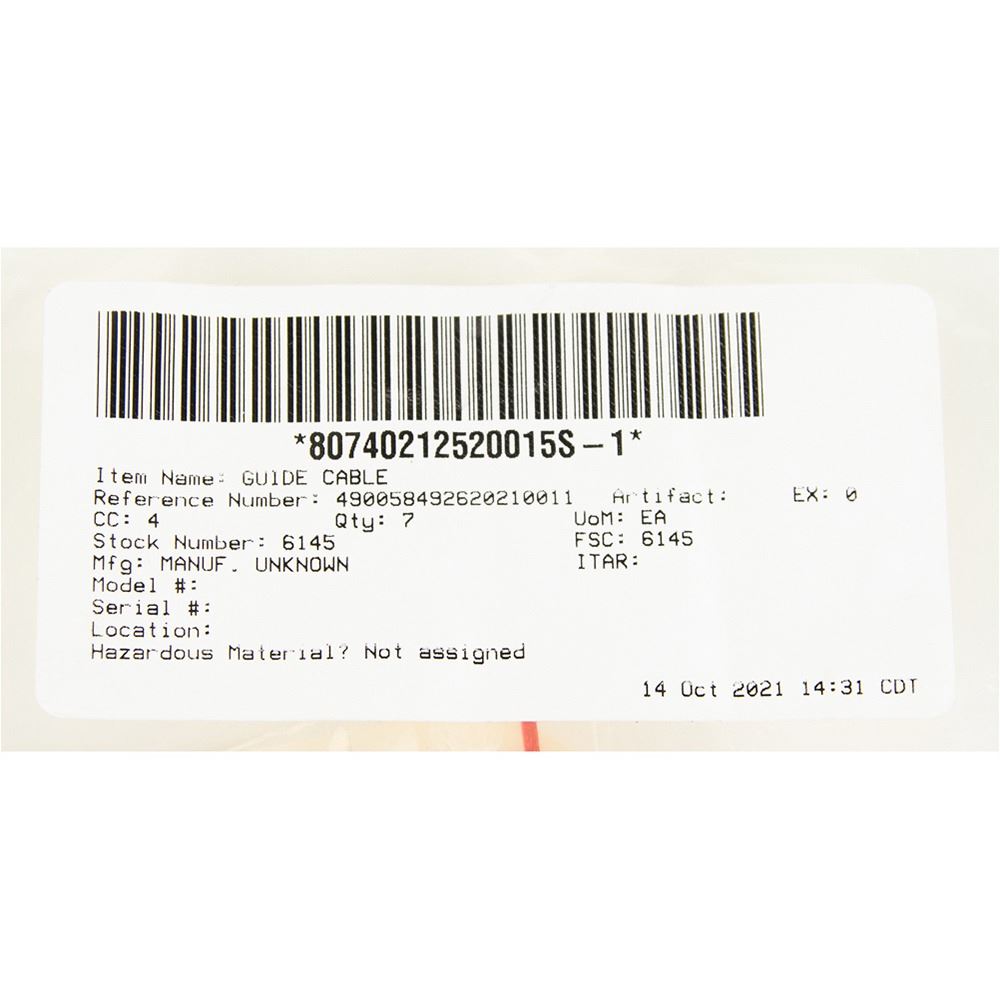 *80740212520015S-1*
Item Name: GUIDE CABLE
Reference Number: 490058492620210011 Artifact: EX: 0
CC: 4 Qty: 7 UoM: EA
Stock Number: 6145 FSC: 6145
Mfg: MANUF. UNKNOWN ITAR:
Model #:
Serial #:
Location:
Hazardous Material? Not assigned
14 Oct 2021 14:31 CDT